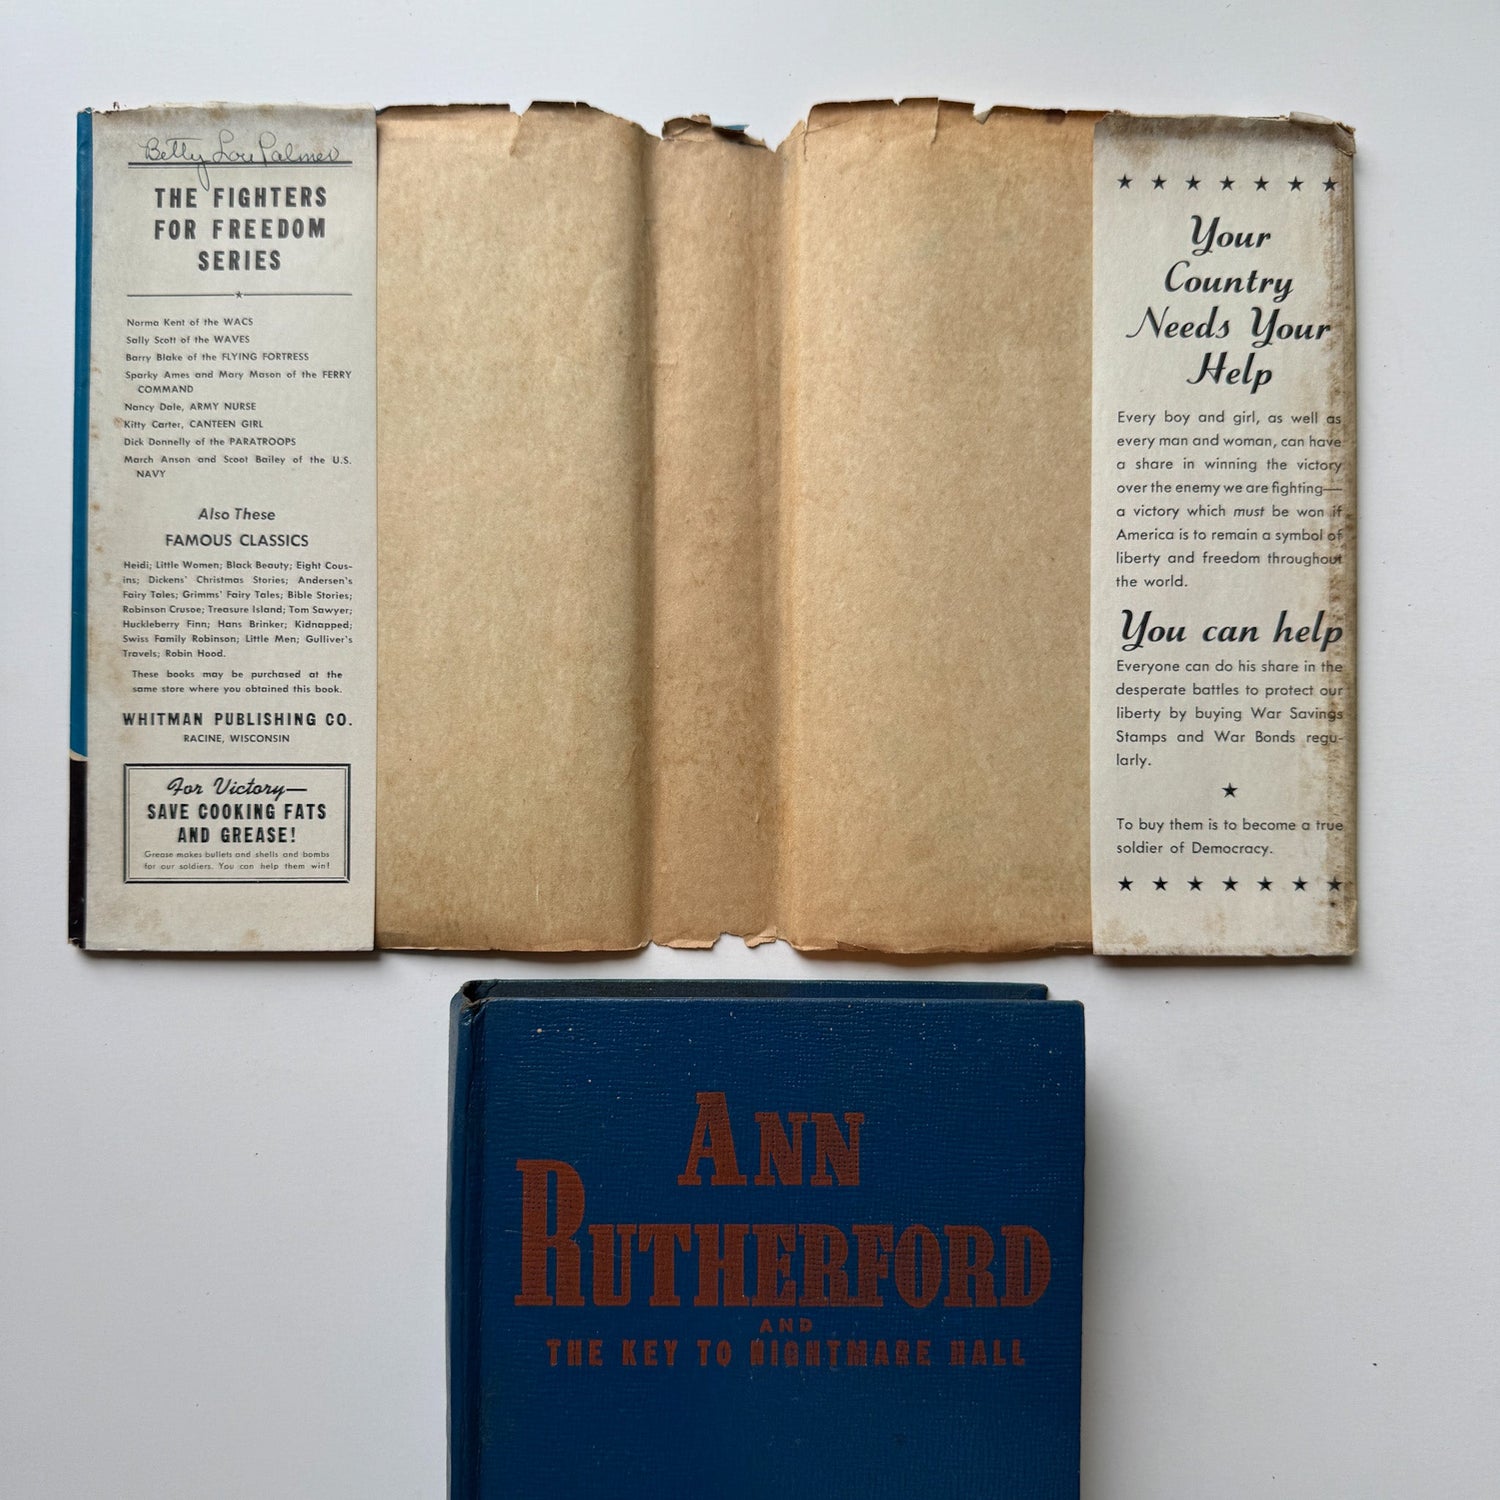 Betty Lou Palmer
THE FIGHTERS
FOR FREEDOM
SERIES
Norma Kent of the WACS
Sally Scott of the WAVES
Barry Blake of the FLYING FORTRESS
Sparky Ames and Mary Mason of the FERRY
COMMAND
Nancy Dale, ARMY NURSE
Kitty Carter, CANTEEN GIRL
Dick Donnelly of the PARATROOPS
March Anson and Scoot Bailey of the U.S.
NAVY
Also These
FAMOUS CLASSICS
Heidi; Little Women; Black Beauty; Eight Cous-
ins; Dickens' Christmas Stories; Andersen's
Fairy Tales; Grimms' Fairy Tales; Bible Stories;
Robinson Crusoe; Treasure Island; Tom Sawyer;
Huckleberry Finn; Hans Brinker; Kidnapped;
Swiss Family Robinson; Little Men; Gulliver's
Travels; Robin Hood.
These books may be purchased at the
same store where you obtained this book.
WHITMAN PUBLISHING CO.
RACINE, WISCONSIN
For Victory—
SAVE COOKING FATS
AND GREASE!
Grease makes bullets and shells and bombs
for our soldiers. You can help them win!
Your
Country
Needs Your
Help
Every boy and girl, as well as
every man and woman, can have
a share in winning the victory
over the enemy we are fighting—
a victory which must be won if
America is to remain a symbol of
liberty and freedom throughout
the world.
You can help
Everyone can do his share in the
desperate battles to protect our
liberty by buying War Savings
Stamps and War Bonds regu-
larly.
To buy them is to become a true
soldier of Democracy.
ANN
RUTHERFORD
AND
THE KEY TO NIGHTMARE HALL